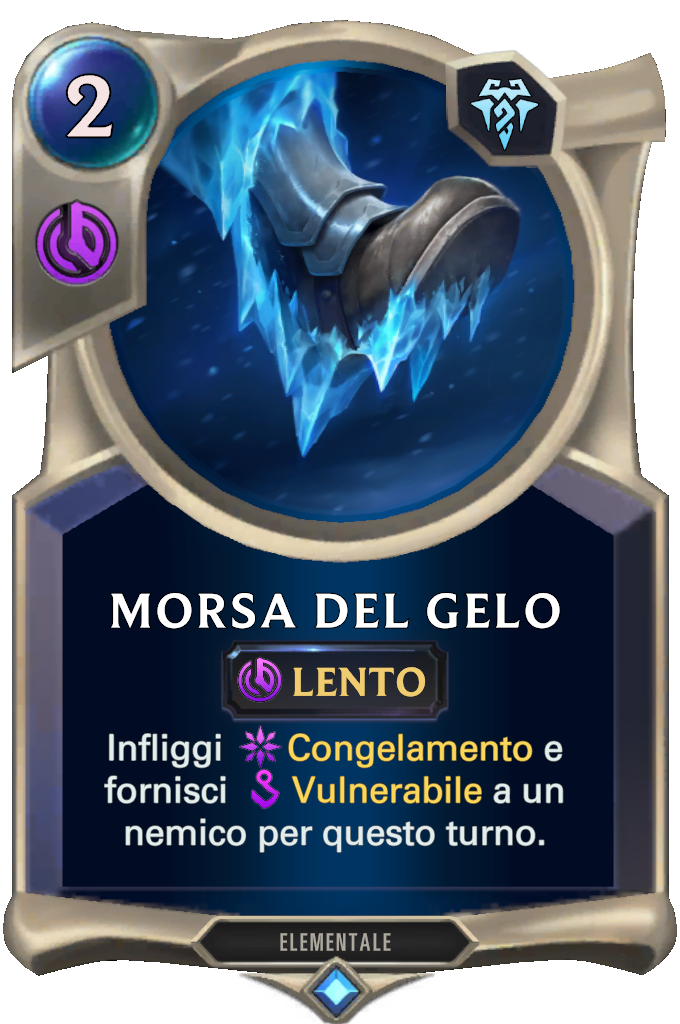 2
MORSA DEL GELO
LENTO
Infliggi Congelamento e
fornisci Vulnerabile a un
nemico per questo turno.
ELEMENTALE